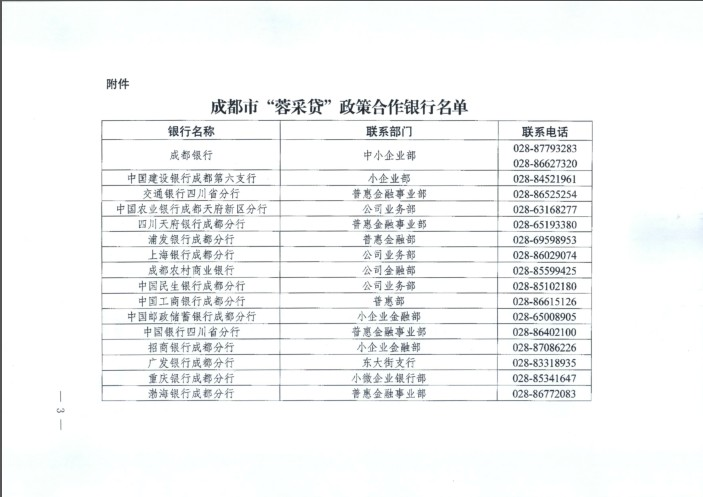 附件
成都市“蓉采贷”政策合作银行名单
银行名称 联系部门 联系电话
成都银行 中小企业部 028-87793283
028-86627320
中国建设银行成都第六支行 小企业部 028-84521961
交通银行四川省分行 普惠金融事业部 028-86525254
中国农业银行成都天府新区分行 公司业务部 028-63168277
四川天府银行成都分行 普惠金融事业部 028-65193380
浦发银行成都分行 普惠金融部 028-69598953
上海银行成都分行 公司业务部 028-86029074
成都农村商业银行 公司金融部 028-85599425
中国民生银行成都分行 公司业务部 028-85102180
中国工商银行成都分行 普惠部 028-86615126
中国邮政储蓄银行成都分行 小企业金融部 028-65008905
中国银行四川省分行 普惠金融事业部 028-86402100
招商银行成都分行 小企业金融部 028-87086226
广发银行成都分行 东大街支行 028-83318935
重庆银行成都分行 小微企业银行部 028-85341647
渤海银行成都分行 普惠金融事业部 028-86772083
— 3 —